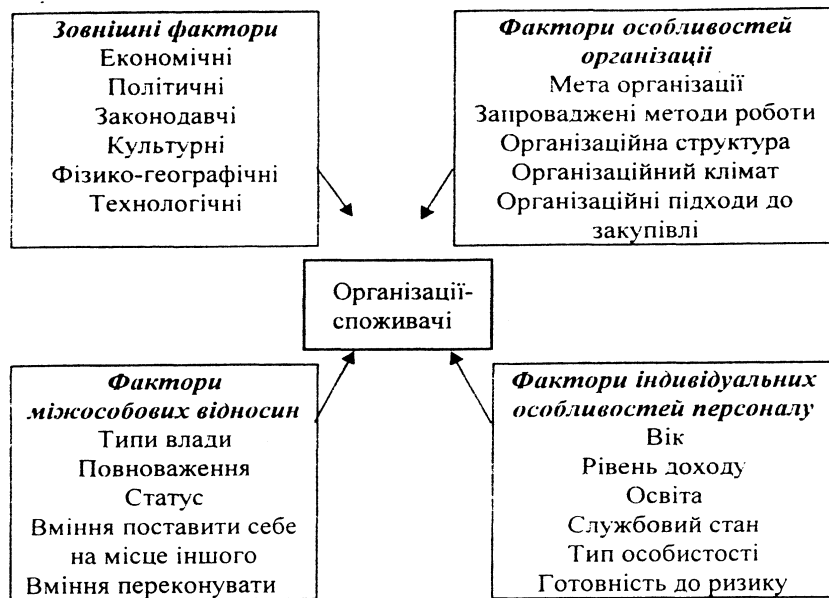 Зовнішні фактори
Економічні
Політичні
Законодавчі
Культурні
Фізико-географічні
Технологічні
Фактори особливостей
організації
Мета організації
Запроваджені методи роботи
Організаційна структура
Організаційний клімат
Організаційні підходи до
закупівлі
Організації-
споживачі
Фактори
міжособових відносин
Типи влади
Повноваження
Статус
Вміння поставити себе
на місце іншого
Вміння переконувати
Фактори індивідуальних
особливостей персоналу
Вік
Рівень доходу
Освіта
Службовий стан
Тип особистості
Готовність до ризику